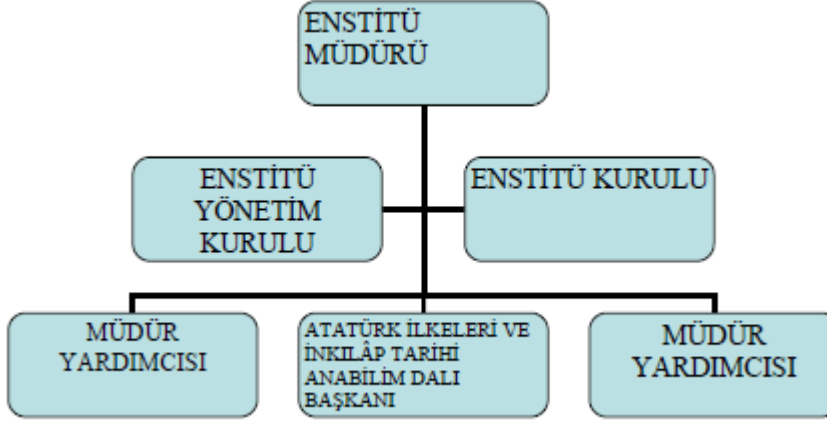 ENSTİTÜ
MÜDÜRÜ
ENSTİTÜ
YÖNETİM
KURULU
ENSTİTÜ KURULU
MÜDÜR
YARDIMCISI
ATATÜRK İLKELERİ VE
İNKILÂP TARİHİ
ANABİLİM DALI
BAŞKANI
MÜDÜR
YARDIMCISI